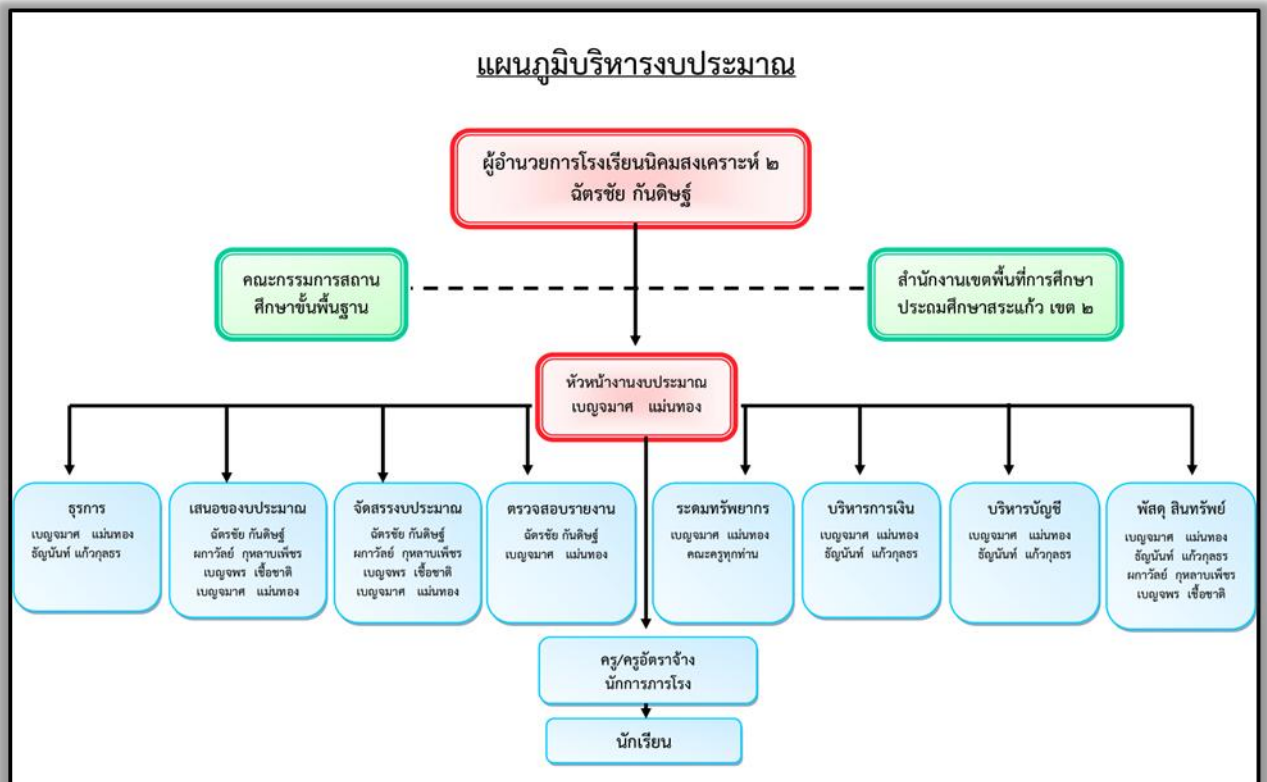 แผนภูมิบริหารงบประมาณ
ผู้อำนวยการโรงเรียนนิคมสงเคราะห์ ๒
ฉัตรชัย กันดิษฐ์
คณะกรรมการสถาน
ศึกษาขั้นพื้นฐาน
สำนักงานเขตพื้นที่การศึกษา
ประถมศึกษาสระแก้ว เขต ๒
หัวหน้างานงบประมาณ
เบญจมาศ แม่นทอง
ธุรการ
เบญจมาศ แม่นทอง
ธัญนันท์ แก้วกุลธร
เสนอของบประมาณ
ฉัตรชัย กันดิษฐ์
ผกาวัลย์ กุหลาบเพ็ชร
เบญจพร เชื้อชาติ
เบญจมาศ แม่นทอง
จัดสรรงบประมาณ
ฉัตรชัย กันดิษฐ์
ผกาวัลย์ กุหลาบเพ็ชร
เบญจพร เชื้อชาติ
เบญจมาศ แม่นทอง
ตรวจสอบรายงาน
ฉัตรชัย กันดิษฐ์
เบญจมาศ แม่นทอง
ระดมทรัพยากร
เบญจมาศ แม่นทอง
คณะครูทุกท่าน
บริหารการเงิน
เบญจมาศ แม่นทอง
ธัญนันท์ แก้วกุลธร
บริหารบัญชี
เบญจมาศ แม่นทอง
ธัญนันท์ แก้วกุลธร
พัสดุ สินทรัพย์
เบญจมาศ แม่นทอง
ธัญนันท์ แก้วกุลธร
ผกาวัลย์ กุหลาบเพ็ชร
เบญจพร เชื้อชาติ
ครู/ครูอัตราจ้าง
นักการภารโรง
นักเรียน